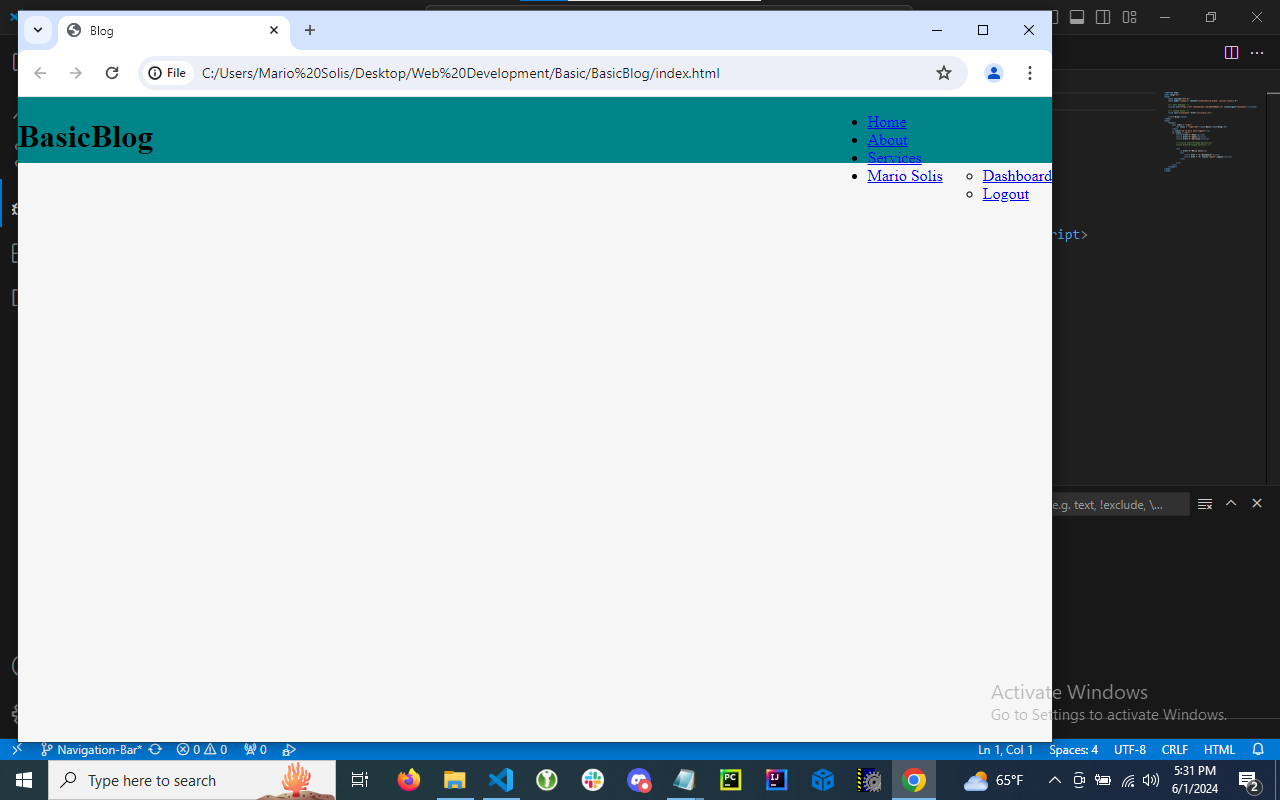 Blog
File
C:/Users/Mario%20Solis/Desktop/Web%20Development/Basic/BasicBlog/index.html
BasicBlog
Home
About
Services
Mario Solis
Dashboard
Logout
ript>
e.g. text, !exclude, \...
Activate Windows
Go to Settings to activate Windows.
Navigation-Bar* 0 0 0 Ln 1, Col 1 Spaces: 4 UTF-8 CRLF HTML
Type here to search
PC
IJ
65°F
5:31 PM
6/1/2024
2